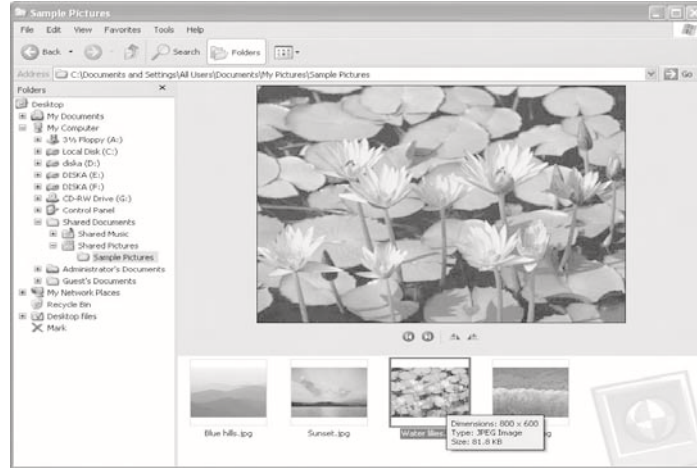 Sample Pictures
File Edit View Favorites Tools Help
Back Search Folders
Address C:\Documents and Settings\All Users\Documents\My Pictures\Sample Pictures Go
Folders
Desktop
My Documents
My Computer
3½ Floppy (A:)
Local Disk (C:)
diska (D:)
DISKA (E:)
DISKA (F:)
CD-RW Drive (G:)
Control Panel
Shared Documents
Shared Music
Shared Pictures
Sample Pictures
Administrator's Documents
Guest's Documents
My Network Places
Recycle Bin
Desktop files
Mark
Blue hills.jpg
Sunset.jpg
Water lilies.
Dimensions: 800 x 600
Type: JPEG Image
Size: 81.8 KB